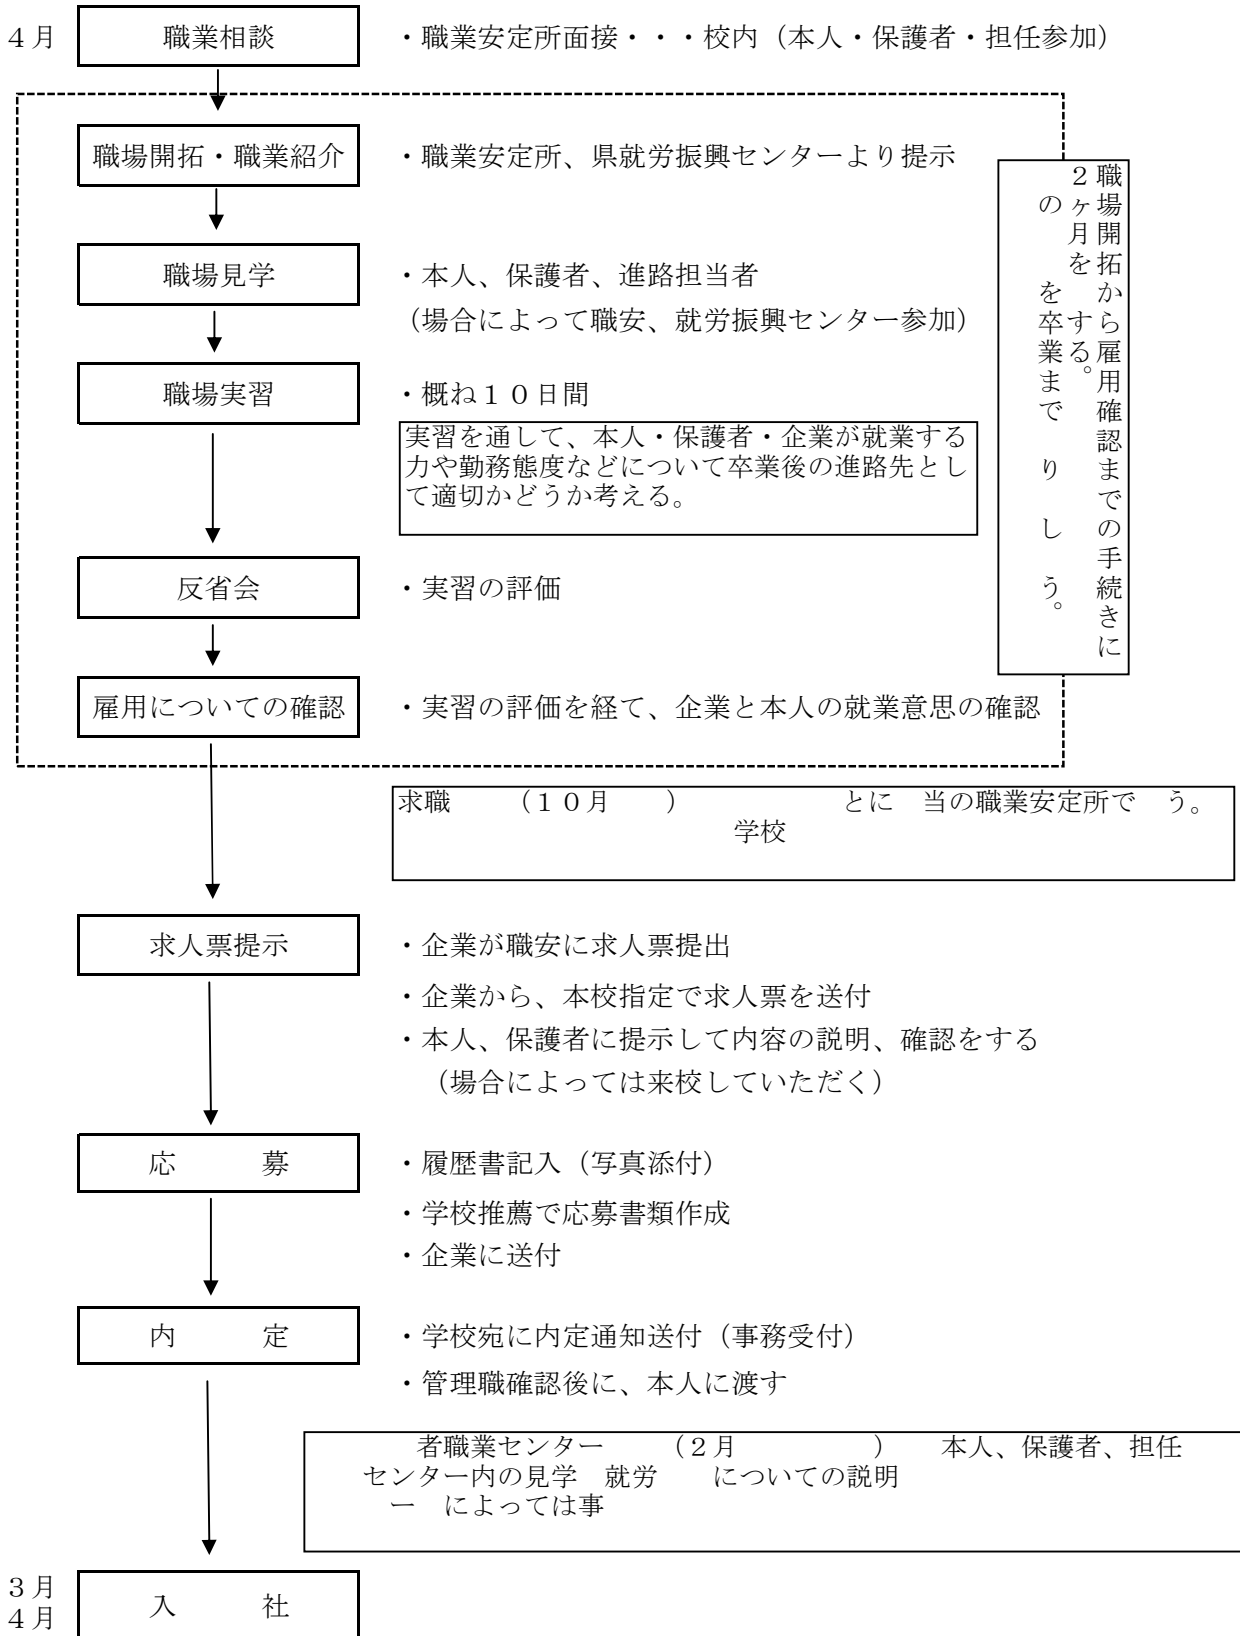 4月
職業相談
・職業安定所面接・・・校内（本人・保護者・担任参加）
職場開拓・職業紹介
・職業安定所、県就労振興センターより提示
職場見学
・本人、保護者、進路担当者
（場合によって職安、就労振興センター参加）
職場実習
・概ね１０日間
実習を通して、本人・保護者・企業が就業する
力や勤務態度などについて卒業後の進路先とし
て適切かどうか考える。
反省会
・実習の評価
雇用についての確認
・実習の評価を経て、企業と本人の就業意思の確認
職場開拓から雇用確認までの手続きに
２ヶ月を　する。
の　　を卒業まで　り　し　う。
求職　　（１０月　　）　　　　　とに　当の職業安定所で　う。
学校
求人票提示
・企業が職安に求人票提出
・企業から、本校指定で求人票を送付
・本人、保護者に提示して内容の説明、確認をする
（場合によっては来校していただく）
応　　　募
・履歴書記入（写真添付）
・学校推薦で応募書類作成
・企業に送付
内　　　定
・学校宛に内定通知送付（事務受付）
・管理職確認後に、本人に渡す
者職業センター　　（２月　　　　　）　　本人、保護者、担任
センター内の見学　就労　　についての説明
ー　によっては事
3月
4月
入　　　社